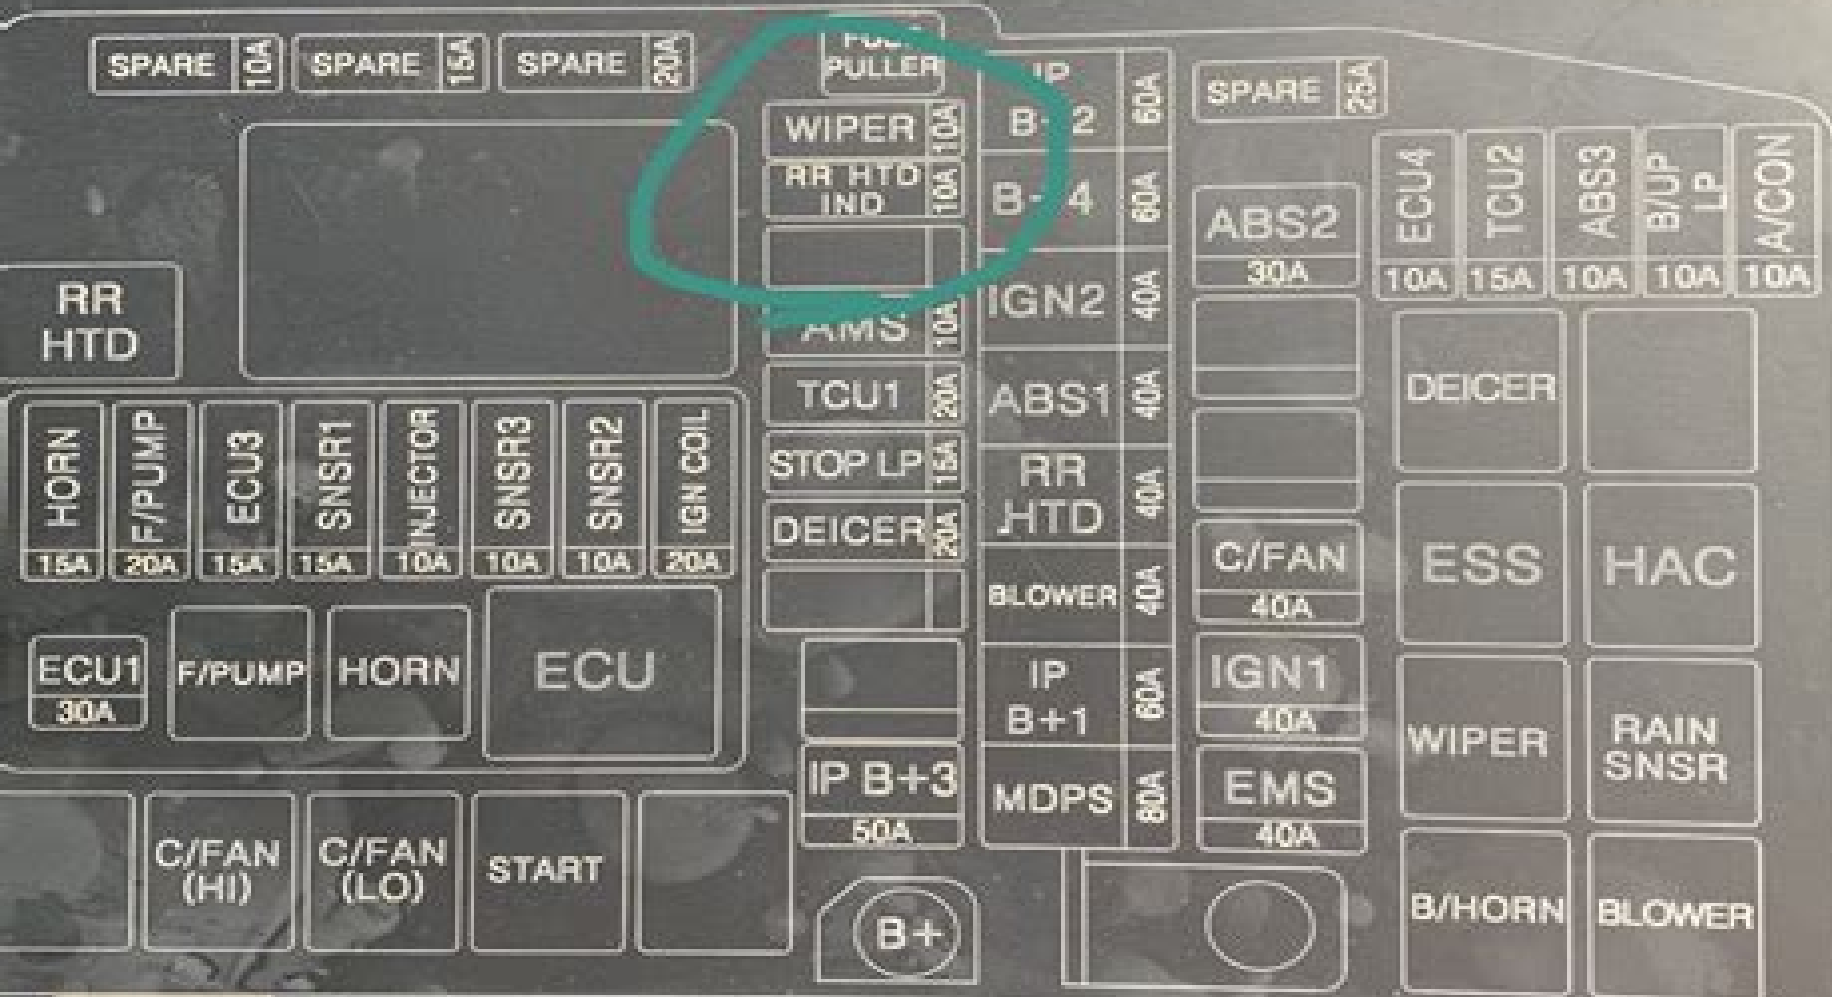 SPARE 10A
SPARE 15A
SPARE 20A
PULLER
WIPER 10A
RR HTD
IND 10A
IP
B+2 60A
B+4 60A
SPARE 25A
ABS2
30A
ECU4
10A
TCU2
15A
ABS3
10A
B/UP
LP
10A
A/CON
10A
RR
HTD
AMS 10A
TCU1 20A
STOP LP 15A
DEICER 20A
IGN2 40A
ABS1 40A
RR
HTD 40A
BLOWER 40A
IP
B+1 60A
MDPS 80A
HORN
15A
F/PUMP
20A
ECU3
15A
SNSR1
15A
INJECTOR
10A
SNSR3
10A
SNSR2
10A
IGN COIL
20A
ECU1
30A
F/PUMP
HORN
ECU
IP B+3
50A
C/FAN
40A
IGN1
40A
EMS
40A
DEICER
ESS
HAC
WIPER
RAIN
SNSR
B/HORN
BLOWER
C/FAN
(HI)
C/FAN
(LO)
START
B+